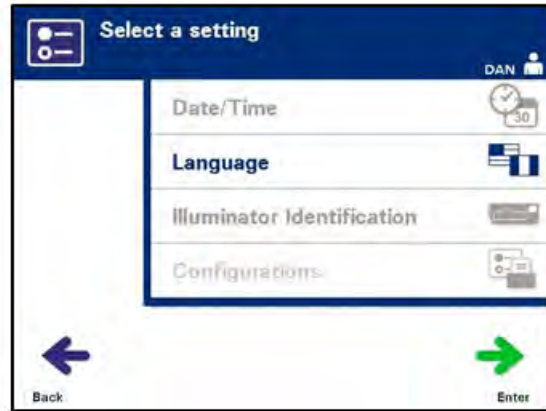 Select a setting
DAN
Date/Time
30
Language
Illuminator Identification
Configurations
Back
Enter